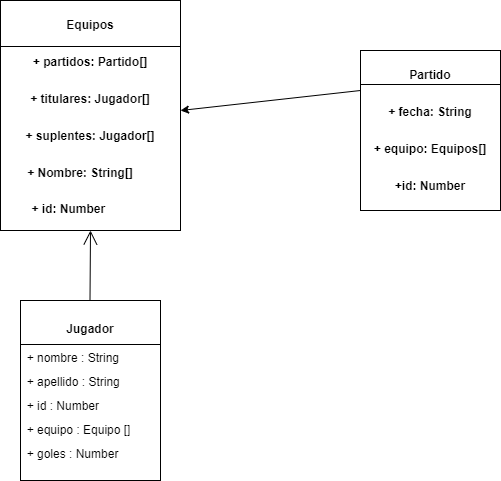 Equipos
+ partidos: Partido[]
+ titulares: Jugador[]
+ suplentes: Jugador[]
+ Nombre: String[]
+ id: Number
Partido
+ fecha: String
+ equipo: Equipos[]
+id: Number
Jugador
+ nombre : String
+ apellido : String
+ id : Number
+ equipo : Equipo []
+ goles : Number